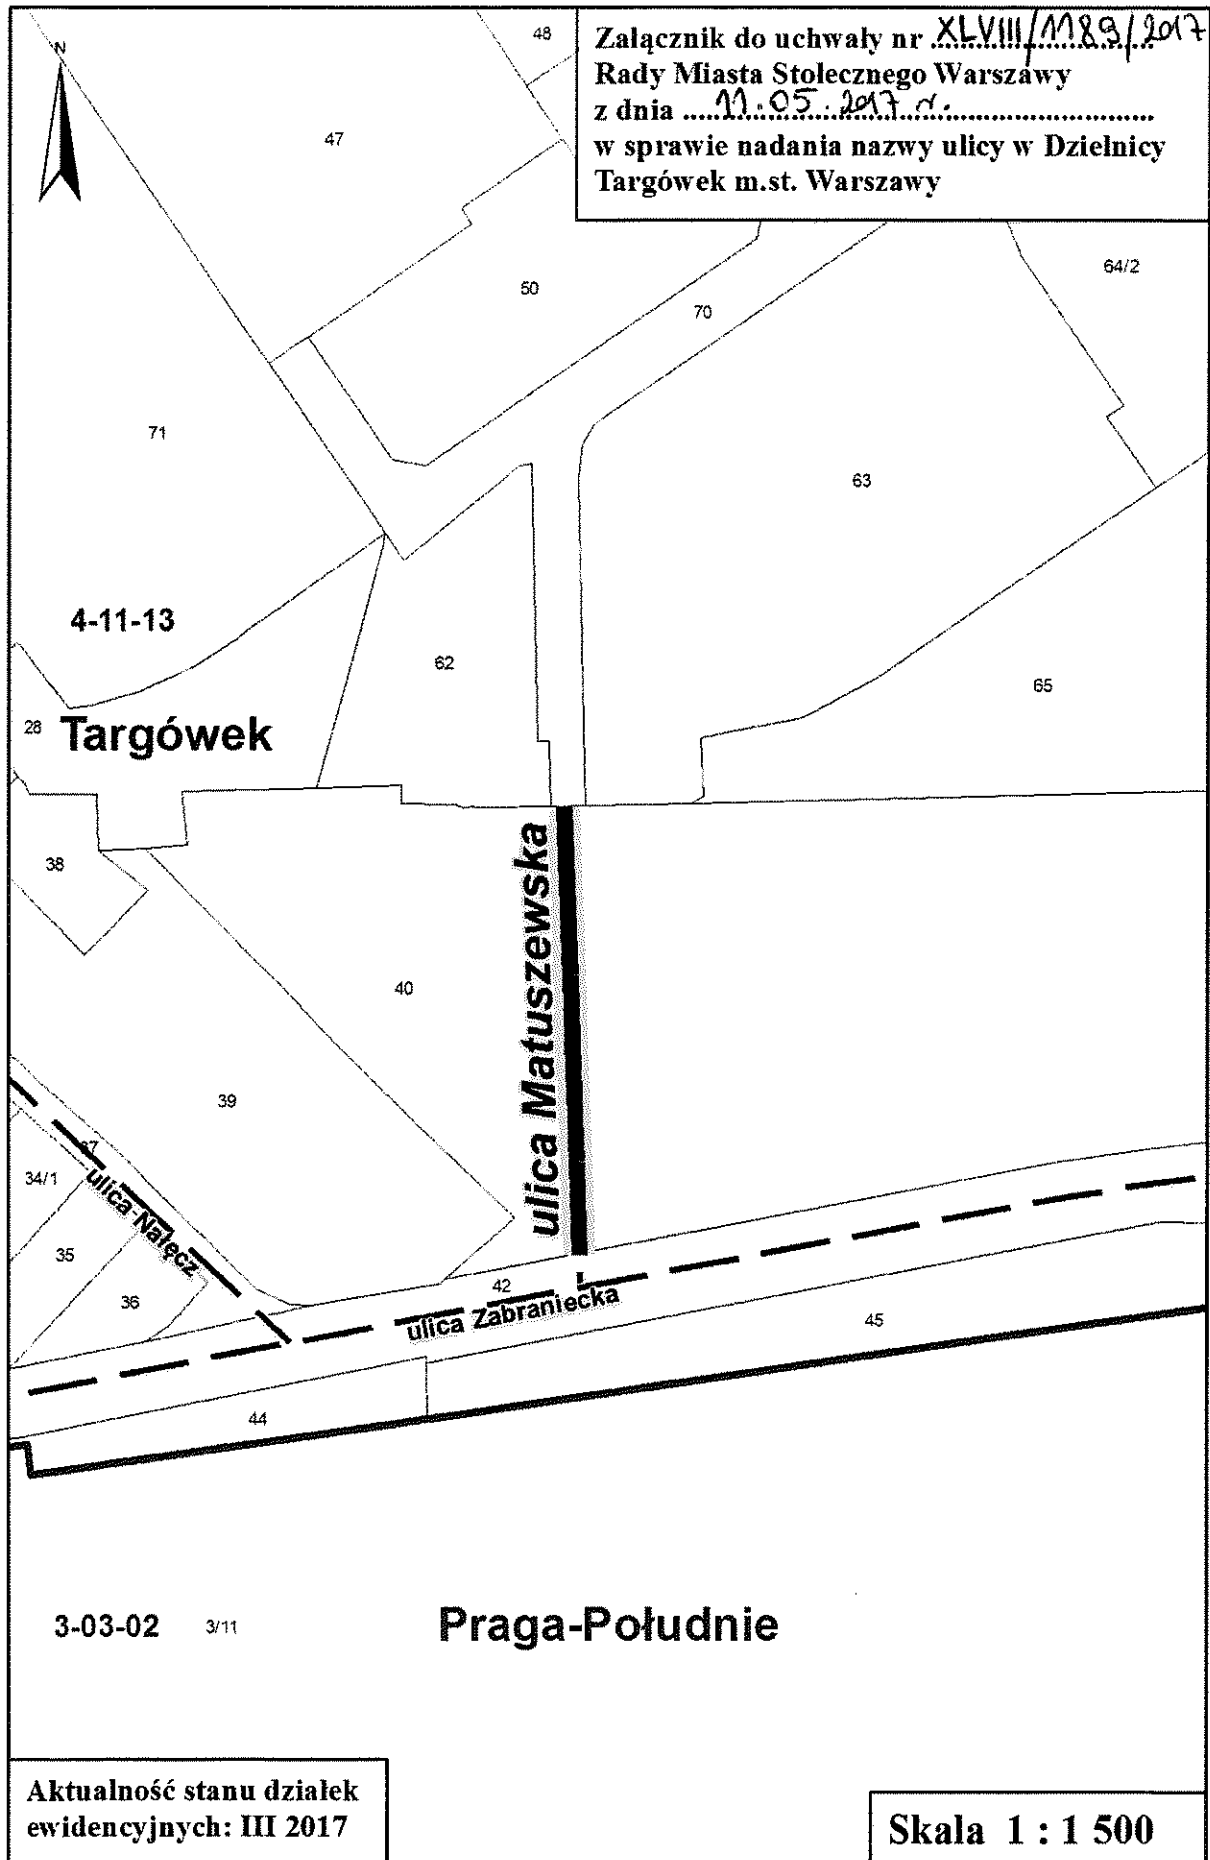 Załącznik do uchwały nr XLVIII/1189/2017
Rady Miasta Stołecznego Warszawy
z dnia 11.05.2017 r.
w sprawie nadania nazwy ulicy w Dzielnicy
Targówek m.st. Warszawy
N
48
47
64/2
50
70
71
63
4-11-13
62
65
28
Targówek
38
ulica Matuszewska
40
39
37
34/1
ulica Nałęcz
35
36
42
ulica Zabraniecka
45
44
3-03-02
3/11
Praga-Południe
Aktualność stanu działek
ewidencyjnych: III 2017
Skala 1 : 1 500